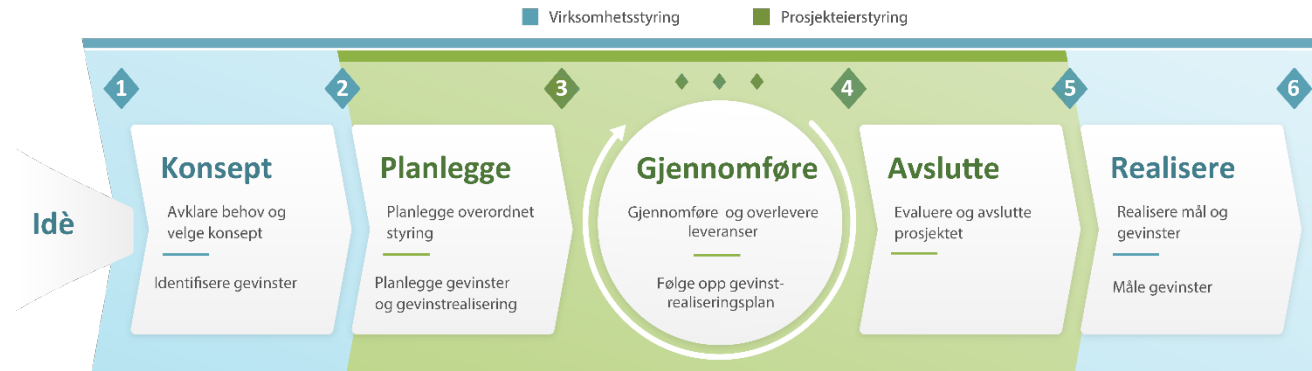 Virksomhetsstyring
Prosjekteierstyring
1
2
3
4
5
6
Idè
Konsept
Avklare behov og
velge konsept
Identifisere gevinster
Planlegge
Planlegge overordnet
styring
Planlegge gevinster
og gevinstrealisering
Gjennomføre
Gjennomføre og overlevere
leveranser
Følge opp gevinst-
realiseringsplan
Avslutte
Evaluere og avslutte
prosjektet
Realisere
Realisere mål og
gevinster
Måle gevinster